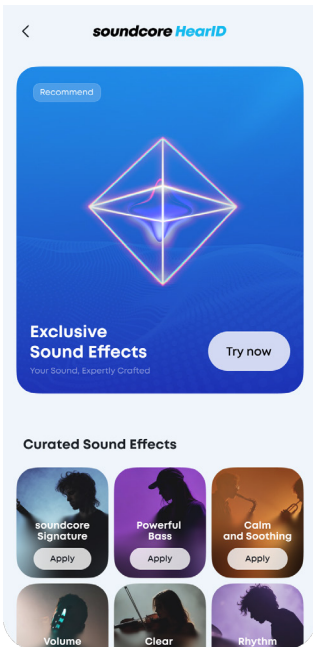 soundcore HearID
Recommend
Exclusive
Sound Effects
Your Sound, Expertly Crafted
Try now
Curated Sound Effects
soundcore
Signature
Apply
Powerful
Bass
Apply
Calm
and Soothing
Apply
Volume
Clear
Rhythm